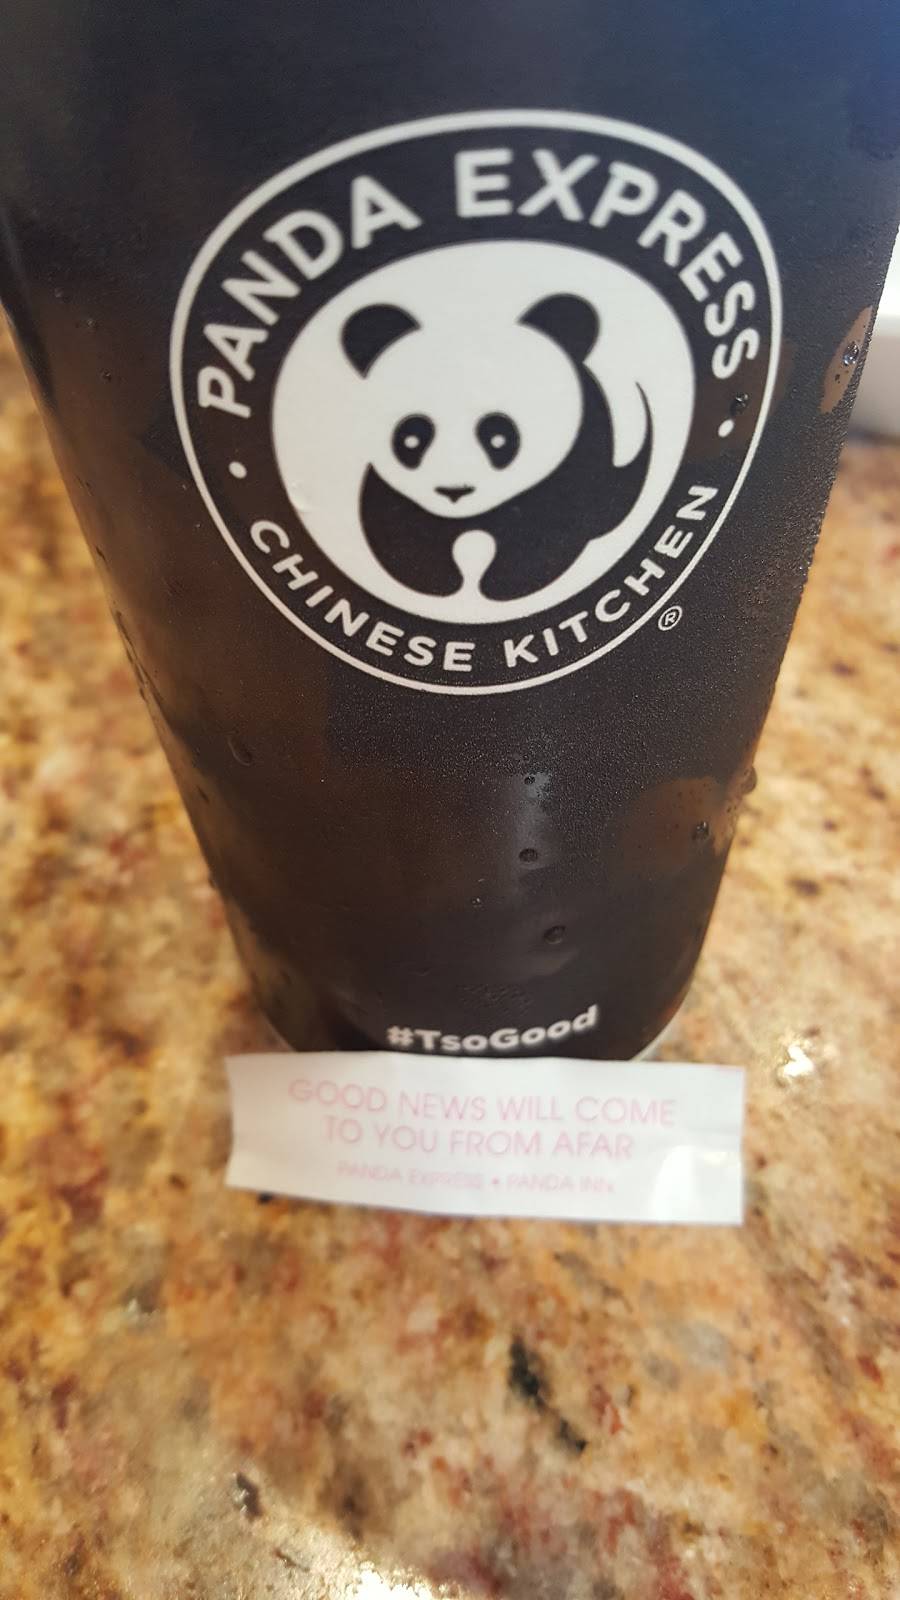 PANDA EXPRESS
• CHINESE KITCHEN •
®
#TsoGood
GOOD NEWS WILL COME
TO YOU FROM AFAR
PANDA EXPRESS • PANDA INN